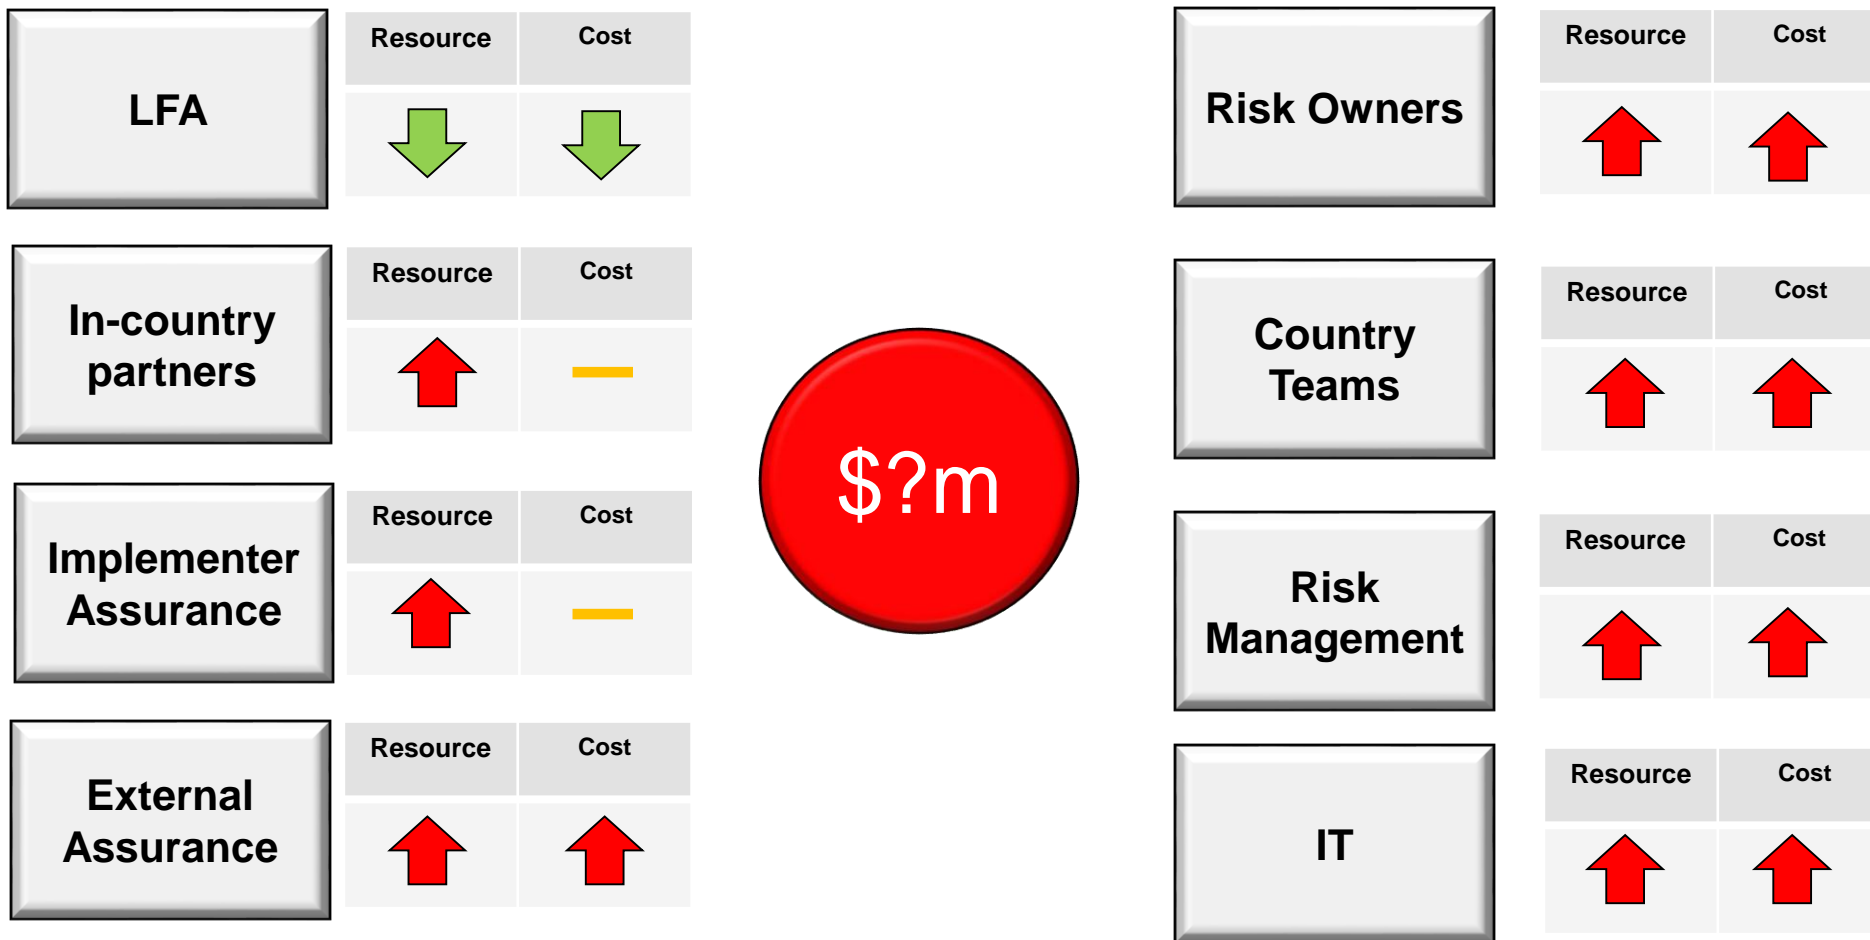 LFA
Resource Cost
In-country
partners
Resource Cost
Implementer
Assurance
Resource Cost
External
Assurance
Resource Cost
$?m
Risk Owners
Resource Cost
Country
Teams
Resource Cost
Risk
Management
Resource Cost
IT
Resource Cost